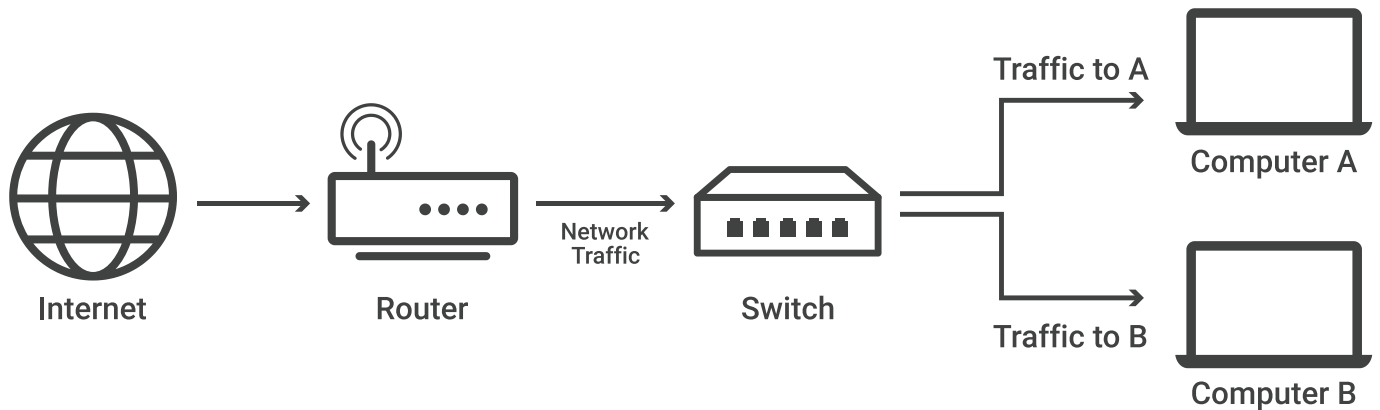 Traffic to A
Computer A
Internet
Router
Network
Traffic
Switch
Traffic to B
Computer B